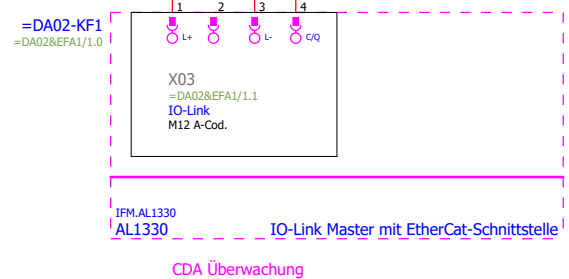 1 2 3 4
=DA02-KF1
=DA02&EFA1/1.0
L+ L- C/Q
X03
=DA02&EFA1/1.1
IO-Link
M12 A-Cod.
IFM.AL1330
AL1330 IO-Link Master mit EtherCat-Schnittstelle
CDA Überwachung